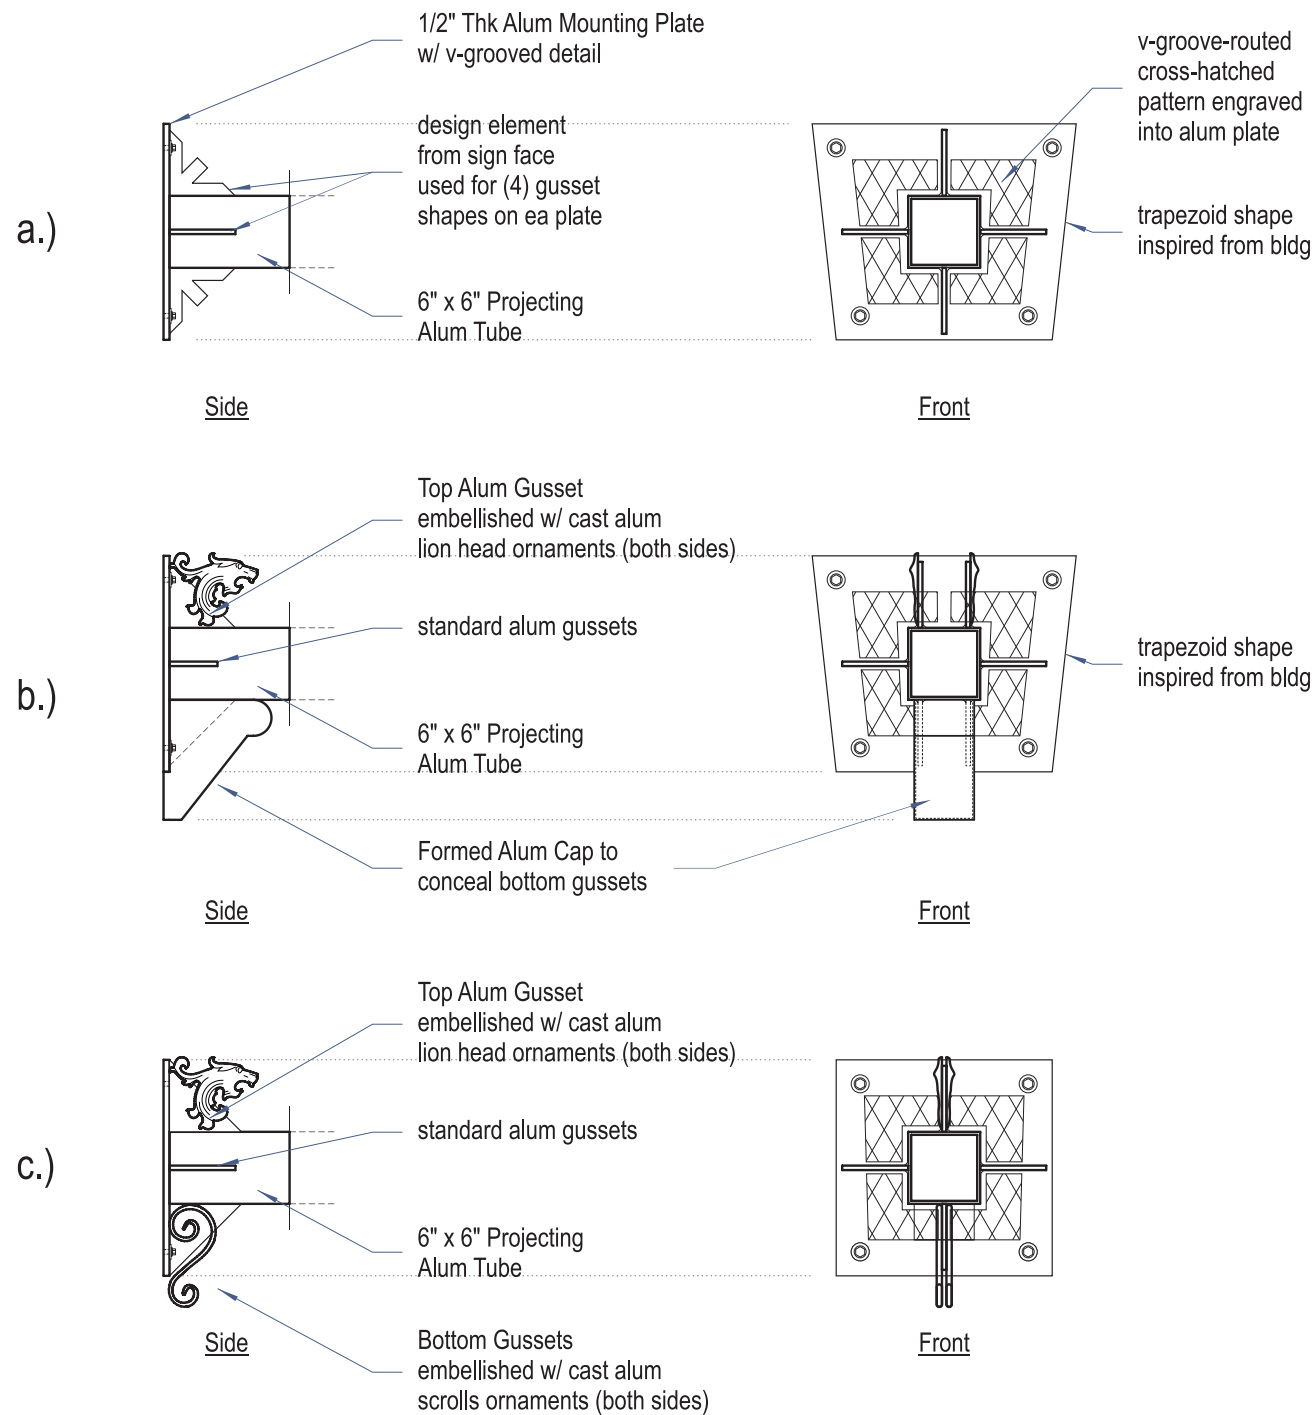 1/2" Thk Alum Mounting Plate
w/ v-grooved detail
v-groove-routed
cross-hatched
pattern engraved
into alum plate
design element
from sign face
used for (4) gusset
shapes on ea plate
a.)
trapezoid shape
inspired from bldg
6" x 6" Projecting
Alum Tube
Side
Front
Top Alum Gusset
embellished w/ cast alum
lion head ornaments (both sides)
standard alum gussets
trapezoid shape
inspired from bldg
b.)
6" x 6" Projecting
Alum Tube
Formed Alum Cap to
conceal bottom gussets
Side
Front
Top Alum Gusset
embellished w/ cast alum
lion head ornaments (both sides)
standard alum gussets
c.)
6" x 6" Projecting
Alum Tube
Side
Front
Bottom Gussets
embellished w/ cast alum
scrolls ornaments (both sides)